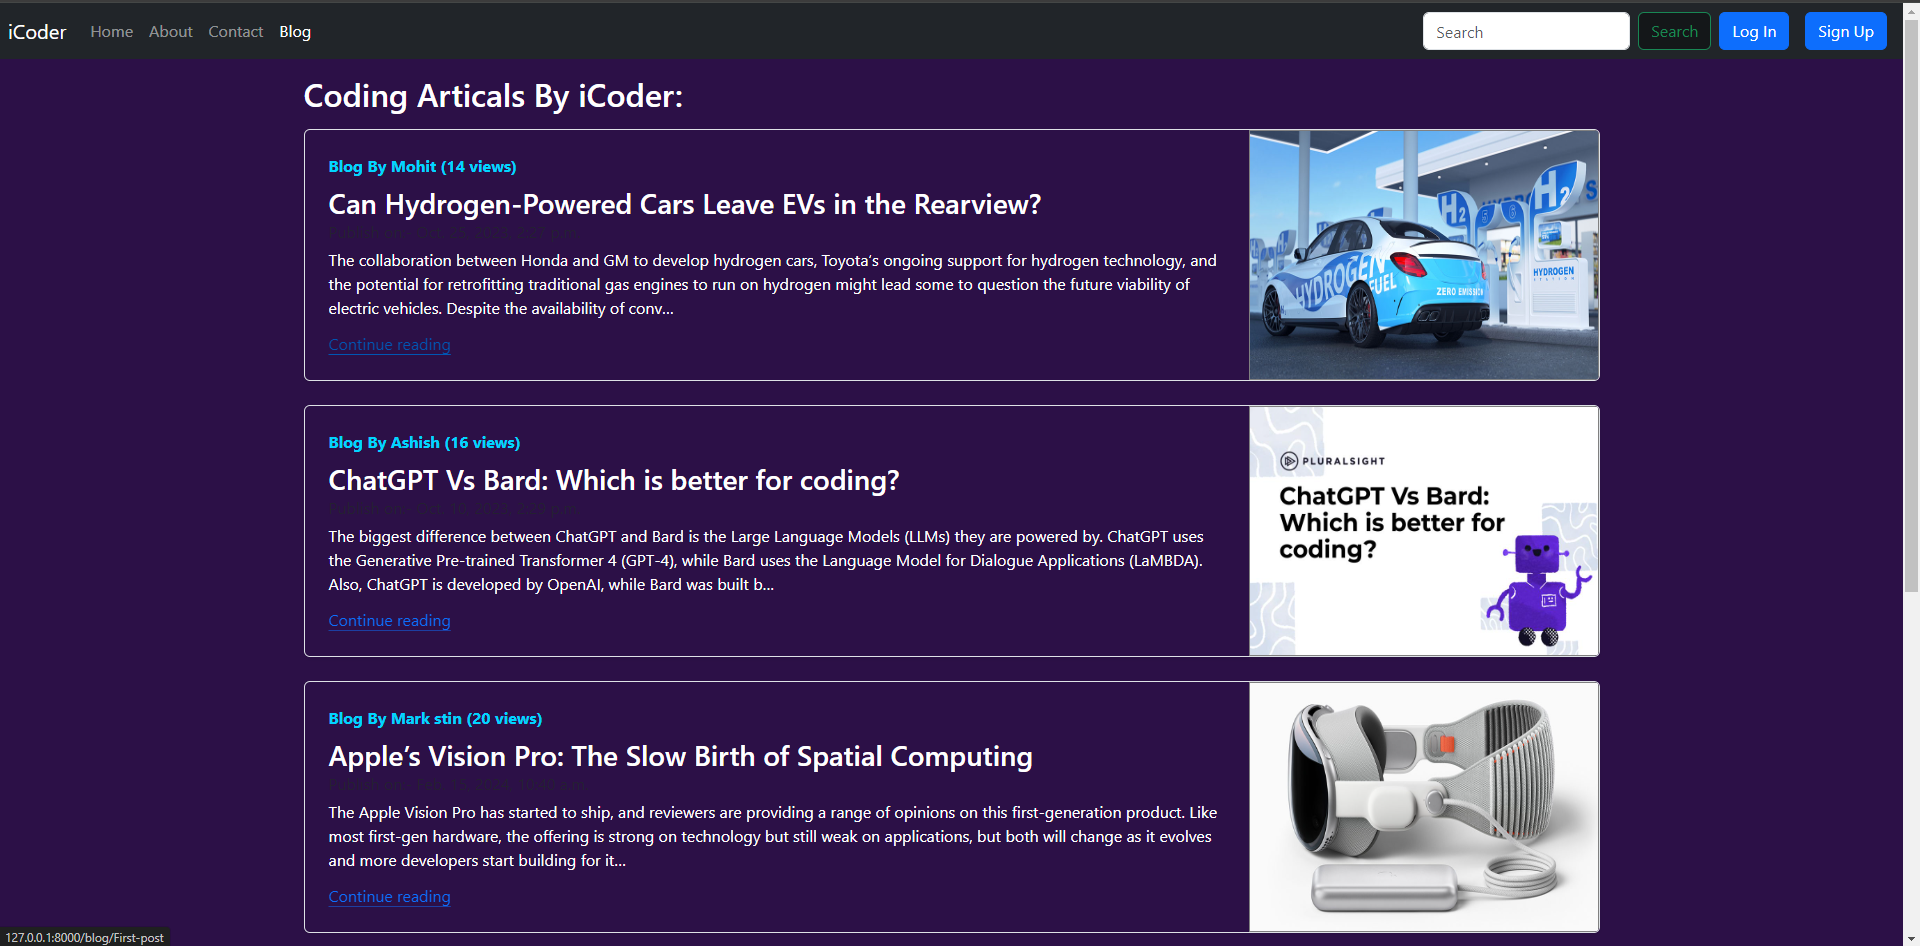 iCoder Home About Contact Blog Search Search Log In Sign Up
Coding Articals By iCoder:
Blog By Mohit (14 views)
Can Hydrogen-Powered Cars Leave EVs in the Rearview?
The collaboration between Honda and GM to develop hydrogen cars, Toyota's ongoing support for hydrogen technology, and
the potential for retrofitting traditional gas engines to run on hydrogen might lead some to question the future viability of
electric vehicles. Despite the availability of conv...
Continue reading
H2
H2
HYDROGEN
FUEL
ZERO EMISSION
HYDROGEN
STATION
Blog By Ashish (16 views)
ChatGPT Vs Bard: Which is better for coding?
The biggest difference between ChatGPT and Bard is the Large Language Models (LLMs) they are powered by. ChatGPT uses
the Generative Pre-trained Transformer 4 (GPT-4), while Bard uses the Language Model for Dialogue Applications (LaMBDA).
Also, ChatGPT is developed by OpenAI, while Bard was built b...
Continue reading
PLURALSIGHT
ChatGPT Vs Bard:
Which is better for
coding?
Blog By Mark stin (20 views)
Apple’s Vision Pro: The Slow Birth of Spatial Computing
The Apple Vision Pro has started to ship, and reviewers are providing a range of opinions on this first-generation product. Like
most first-gen hardware, the offering is strong on technology but still weak on applications, but both will change as it evolves
and more developers start building for it...
Continue reading
127.0.0.1:8000/blog/First-post